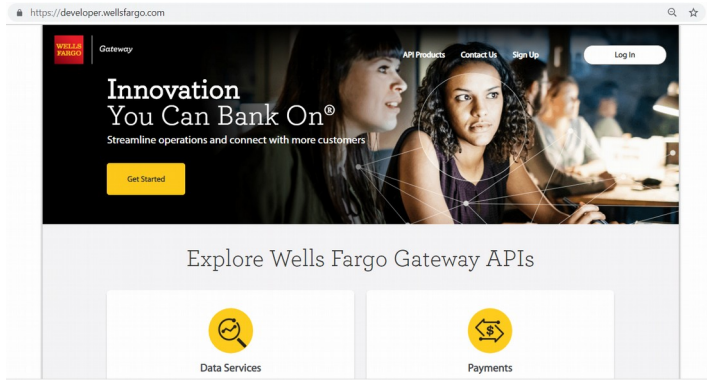 https://developer.wellsfargo.com
WELLS
FARGO
Gateway
API Products Contact Us Sign Up Log In
Innovation
You Can Bank On®
Streamline operations and connect with more customers
Get Started
Explore Wells Fargo Gateway APIs
$
Data Services Payments